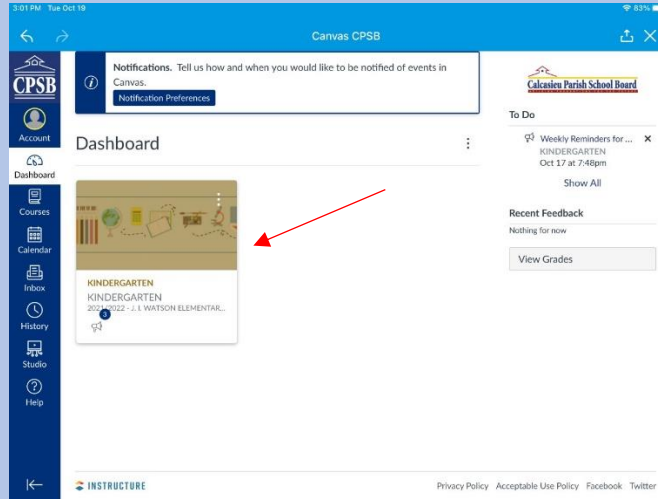 3:01 PM Tue Oct 19
83%
Canvas CPSB
CPSB
Account
Dashboard
Courses
Calendar
Inbox
History
Studio
Help
Notifications. Tell us how and when you would like to be notified of events in
Canvas.
Notification Preferences
Dashboard
KINDERGARTEN
KINDERGARTEN
2021/2022 - J. I. WATSON ELEMENTAR...
3
INSTRUCTURE
Calcasieu Parish School Board
To Do
Weekly Reminders for ...
KINDERGARTEN
Oct 17 at 7:48pm
Show All
Recent Feedback
Nothing for now
View Grades
Privacy Policy Acceptable Use Policy Facebook Twitter